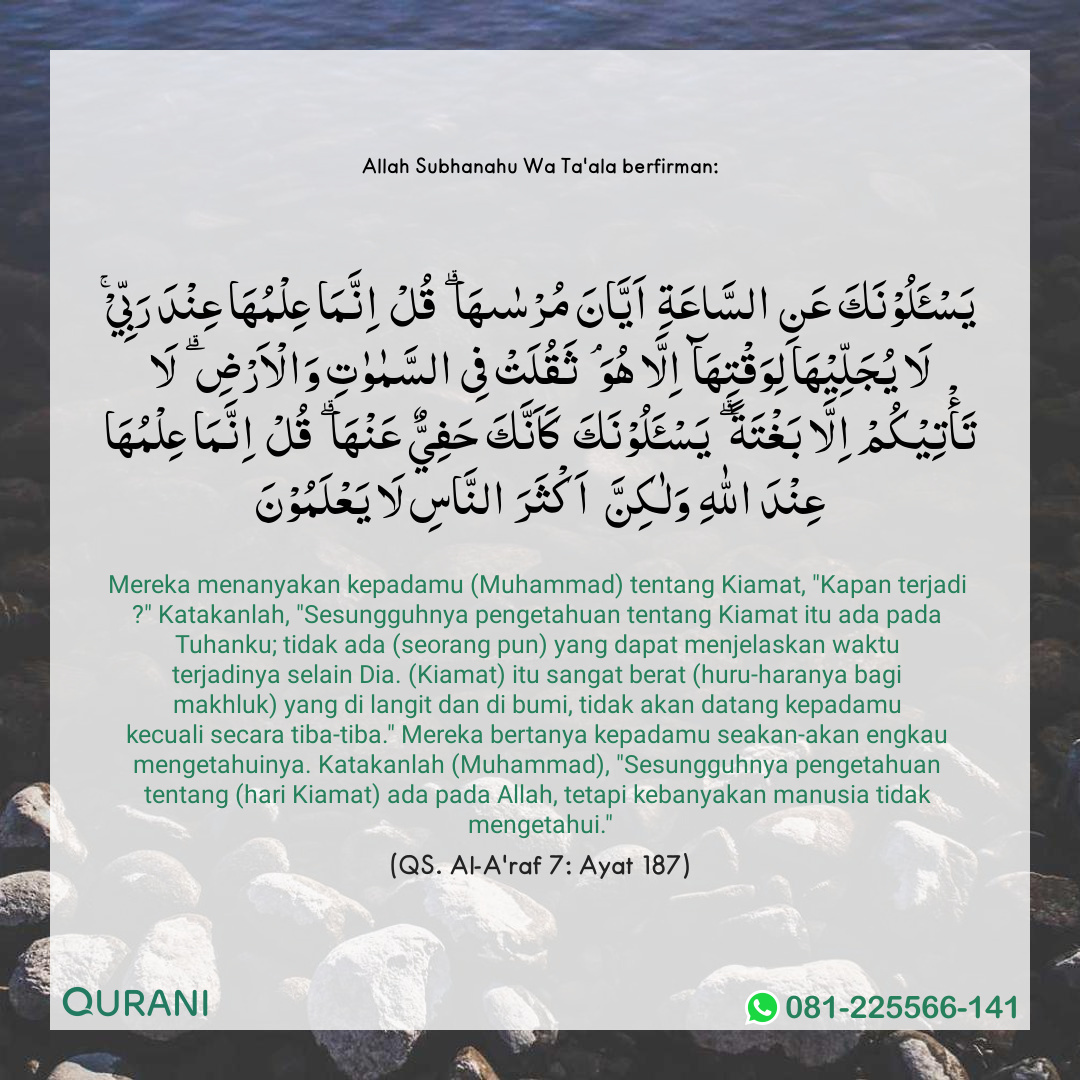 Allah Subhanahu Wa Ta'ala berfirman:
يَسْـَٔلُوْنَكَ عَنِ السَّاعَةِ اَيَّانَ مُرْسٰىهَاۗ قُلْ اِنَّمَا عِلْمُهَا عِنْدَ رَبِّيْۚ
لَا يُجَلِّيْهَا لِوَقْتِهَآ اِلَّا هُوَۘ ثَقُلَتْ فِى السَّمٰوٰتِ وَالْاَرْضِۗ لَا
تَأْتِيْكُمْ اِلَّا بَغْتَةًۗ يَسْـَٔلُوْنَكَ كَاَنَّكَ حَفِيٌّ عَنْهَاۗ قُلْ اِنَّمَا عِلْمُهَا
عِنْدَ اللّٰهِ وَلٰكِنَّ اَكْثَرَ النَّاسِ لَا يَعْلَمُوْنَ
Mereka menanyakan kepadamu (Muhammad) tentang Kiamat, "Kapan terjadi
?" Katakanlah, "Sesungguhnya pengetahuan tentang Kiamat itu ada pada
Tuhanku; tidak ada (seorang pun) yang dapat menjelaskan waktu
terjadinya selain Dia. (Kiamat) itu sangat berat (huru-haranya bagi
makhluk) yang di langit dan di bumi, tidak akan datang kepadamu
kecuali secara tiba-tiba." Mereka bertanya kepadamu seakan-akan engkau
mengetahuinya. Katakanlah (Muhammad), "Sesungguhnya pengetahuan
tentang (hari Kiamat) ada pada Allah, tetapi kebanyakan manusia tidak
mengetahui."
(QS. Al-A'raf 7: Ayat 187)
QURANI
081-225566-141